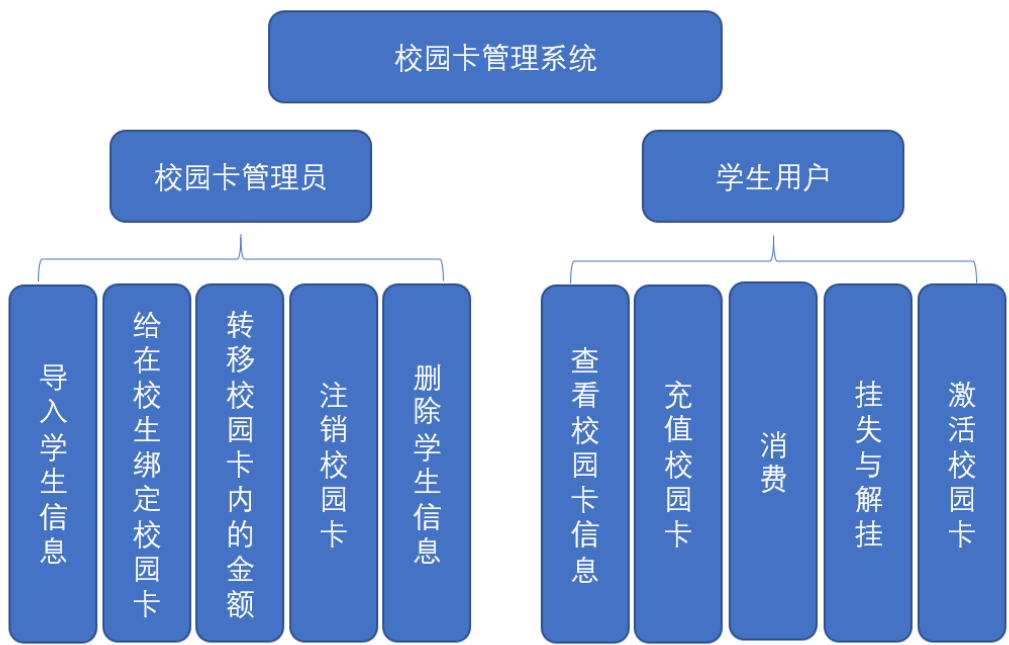 校园卡管理系统
校园卡管理员
学生用户
导入学生信息
给在校生绑定校园卡
转移校园卡内的金额
注销校园卡
删除学生信息
查看校园卡信息
充值校园卡
消费
挂失与解挂
激活校园卡